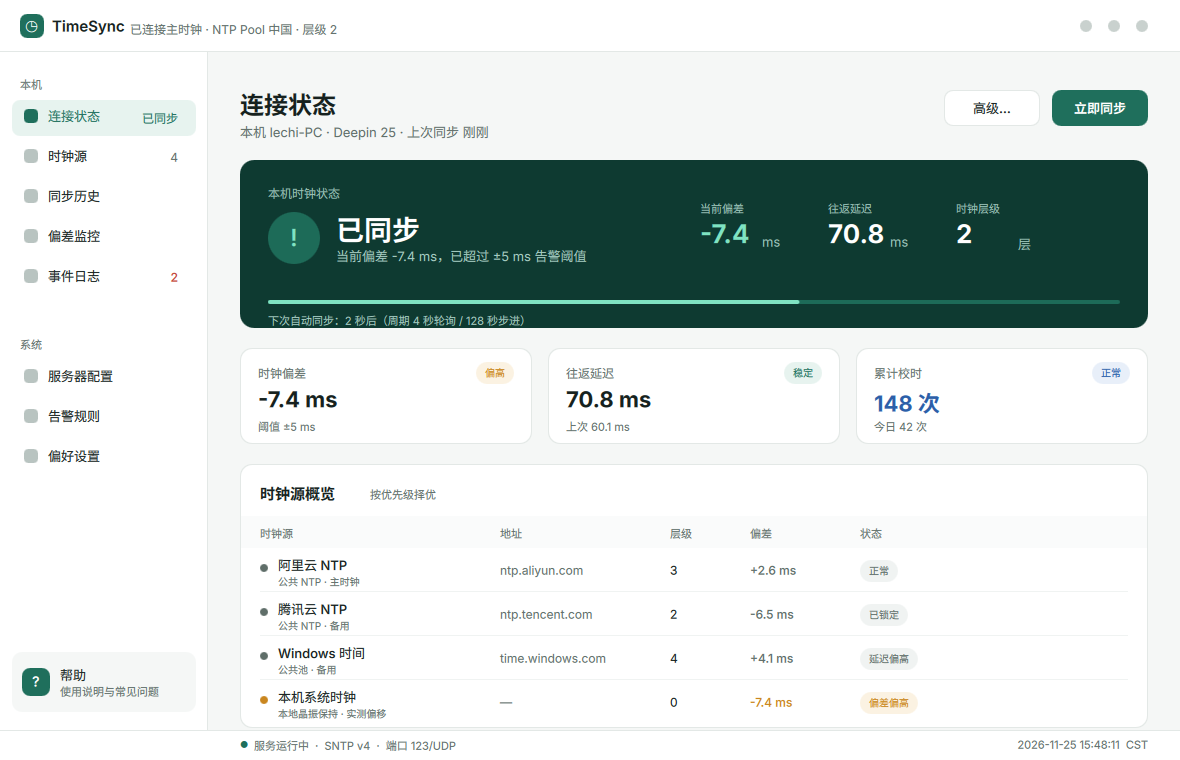 TimeSync 已连接主时钟 · NTP Pool 中国 · 层级 2
本机
连接状态 已同步
时钟源 4
同步历史
偏差监控
事件日志 2
系统
服务器配置
告警规则
偏好设置
? 帮助
使用说明与常见问题
连接状态
本机 lechi-PC · Deepin 25 · 上次同步 刚刚
高级... 立即同步
本机时钟状态
! 已同步
当前偏差 -7.4 ms，已超过 ±5 ms 告警阈值
当前偏差 往返延迟 时钟层级
-7.4 ms 70.8 ms 2 层
下次自动同步：2 秒后（周期 4 秒轮询 / 128 秒步进）
时钟偏差 偏高
-7.4 ms
阈值 ±5 ms
往返延迟 稳定
70.8 ms
上次 60.1 ms
累计校时 正常
148 次
今日 42 次
时钟源概览 按优先级择优
时钟源 地址 层级 偏差 状态
阿里云 NTP ntp.aliyun.com 3 +2.6 ms 正常
公共 NTP · 主时钟
腾讯云 NTP ntp.tencent.com 2 -6.5 ms 已锁定
公共 NTP · 备用
Windows 时间 time.windows.com 4 +4.1 ms 延迟偏高
公共池 · 备用
本机系统时钟 — 0 -7.4 ms 偏差偏高
本地晶振保持 · 实测偏移
服务运行中 · SNTP v4 · 端口 123/UDP
2026-11-25 15:48:11 CST